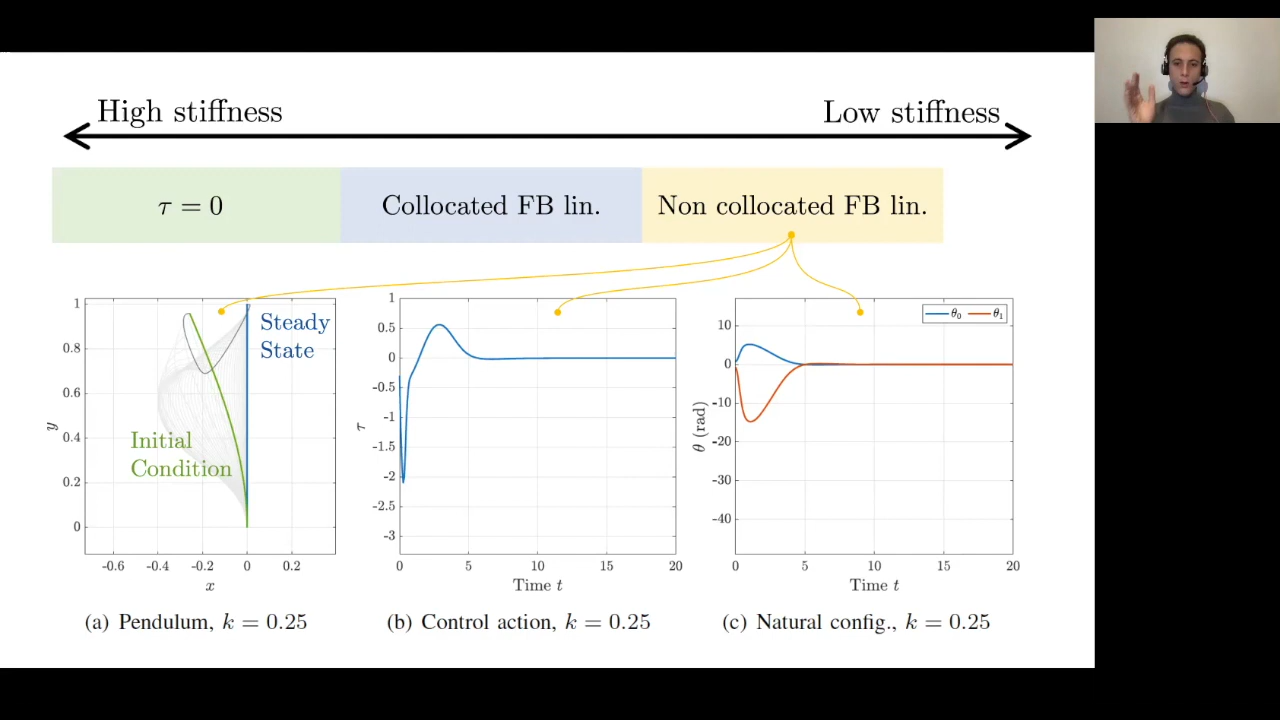 High stiffness
Low stiffness
τ = 0
Collocated FB lin.
Non collocated FB lin.
1
0.8
0.6
0.4
0.2
0
y
-0.6
-0.4
-0.2
0
0.2
x
Steady
State
Initial
Condition
1
0.5
0
-0.5
-1
-1.5
-2
-2.5
-3
τ
0
5
10
15
20
Time t
10
0
-10
-20
-30
-40
θ (rad)
θ₀
θ₁
0
5
10
15
20
Time t
(a) Pendulum, k = 0.25
(b) Control action, k = 0.25
(c) Natural config., k = 0.25